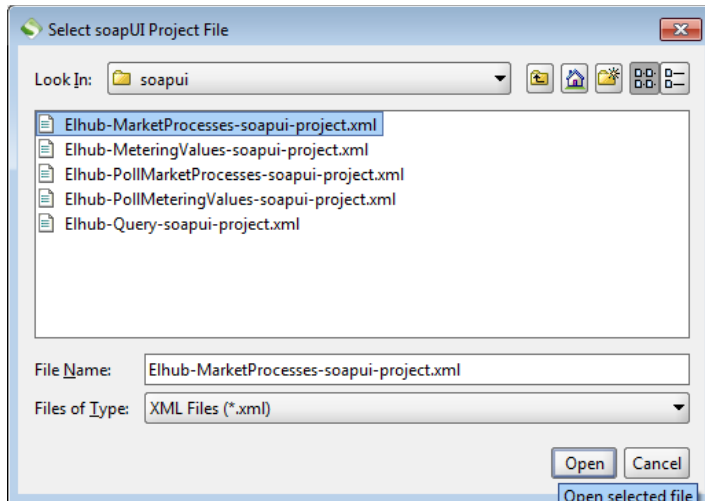 Select soapUI Project File
Look In: soapui
Elhub-MarketProcesses-soapui-project.xml
Elhub-MeteringValues-soapui-project.xml
Elhub-PollMarketProcesses-soapui-project.xml
Elhub-PollMeteringValues-soapui-project.xml
Elhub-Query-soapui-project.xml
File Name: Elhub-MarketProcesses-soapui-project.xml
Files of Type: XML Files (*.xml)
Open Cancel
Open selected file